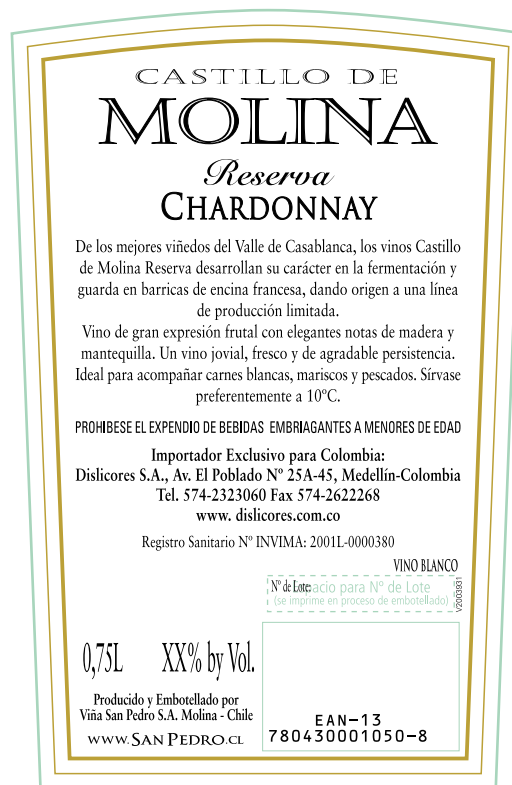 CASTILLO DE
MOLINA
Reserva
CHARDONNAY
De los mejores viñedos del Valle de Casablanca, los vinos Castillo
de Molina Reserva desarrollan su carácter en la fermentación y
guarda en barricas de encina francesa, dando origen a una línea
de producción limitada.
Vino de gran expresión frutal con elegantes notas de madera y
mantequilla. Un vino jovial, fresco y de agradable persistencia.
Ideal para acompañar carnes blancas, mariscos y pescados. Sírvase
preferentemente a 10ºC.
PROHIBESE EL EXPENDIO DE BEBIDAS EMBRIAGANTES A MENORES DE EDAD
Importador Exclusivo para Colombia:
Dislicores S.A., Av. El Poblado Nº 25A-45, Medellín-Colombia
Tel. 574-2323060 Fax 574-2622268
www. dislicores.com.co
Registro Sanitario Nº INVIMA: 2001L-0000380
VINO BLANCO
Nº de Lote:
para Nº de Lote
(se imprime en proceso de embotellado)
V2003931
0,75L XX% by Vol.
Producido y Embotellado por
Viña San Pedro S.A. Molina - Chile
WWW.SAN PEDRO.CL
EAN-13
780430001050-8